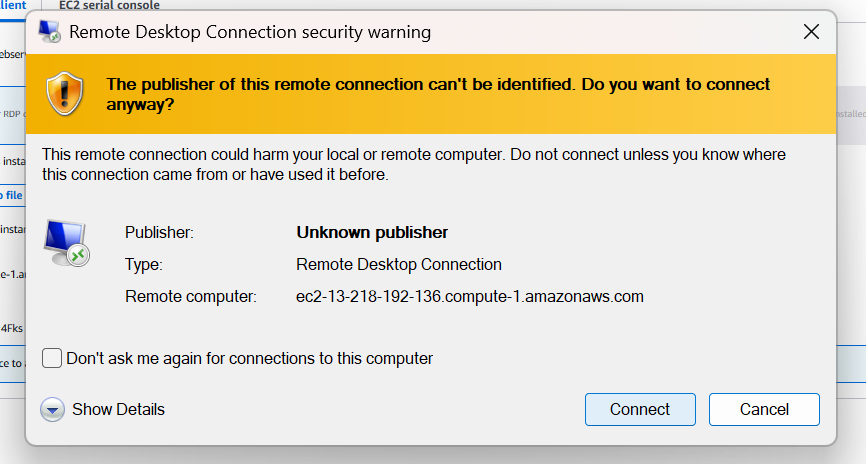 EC2 serial console
Remote Desktop Connection security warning
The publisher of this remote connection can't be identified. Do you want to connect
anyway?
This remote connection could harm your local or remote computer. Do not connect unless you know where
this connection came from or have used it before.
Publisher: Unknown publisher
Type: Remote Desktop Connection
Remote computer: ec2-13-218-192-136.compute-1.amazonaws.com
4Fks
Don't ask me again for connections to this computer
Show Details
Connect Cancel